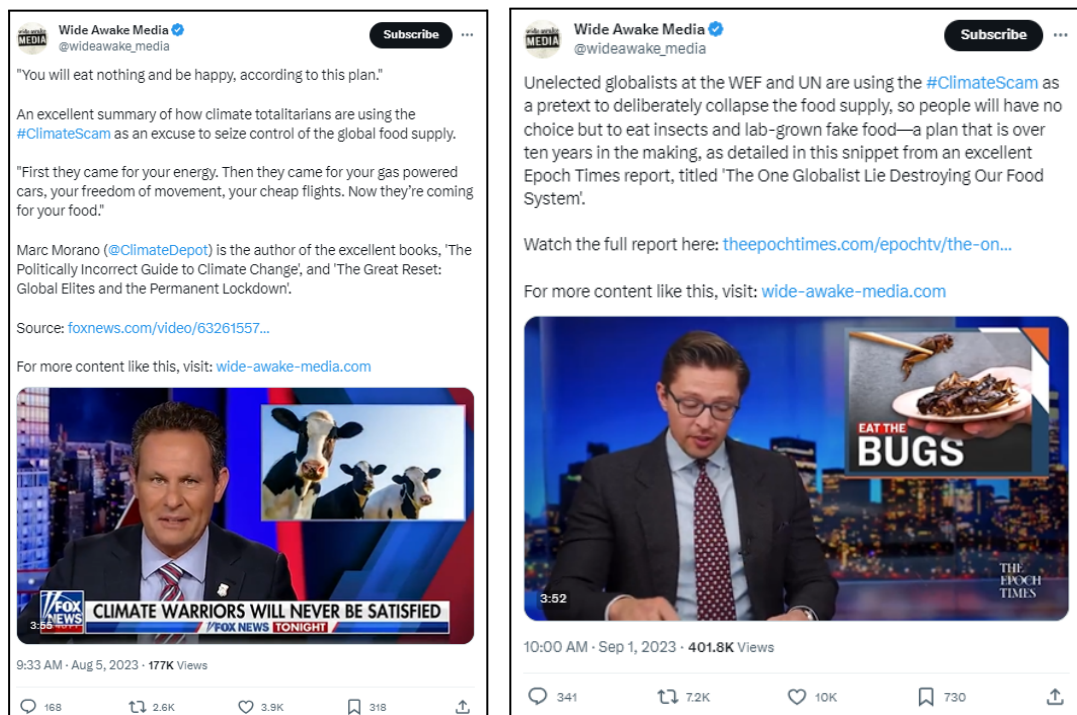 Wide Awake Media
@wideawake_media
Subscribe
"You will eat nothing and be happy, according to this plan."
An excellent summary of how climate totalitarians are using the
#ClimateScam as an excuse to seize control of the global food supply.
"First they came for your energy. Then they came for your gas powered
cars, your freedom of movement, your cheap flights. Now they're coming
for your food."
Marc Morano (@ClimateDepot) is the author of the excellent books, 'The
Politically Incorrect Guide to Climate Change', and 'The Great Reset:
Global Elites and the Permanent Lockdown'.
Source: foxnews.com/video/63261557...
For more content like this, visit: wide-awake-media.com
FOX
NEWS
CLIMATE WARRIORS WILL NEVER BE SATISFIED
FOX NEWS TONIGHT
9:33 AM · Aug 5, 2023 · 177K Views
168 2.6K 3.9K 318
Wide Awake Media
@wideawake_media
Subscribe
Unelected globalists at the WEF and UN are using the #ClimateScam as
a pretext to deliberately collapse the food supply, so people will have no
choice but to eat insects and lab-grown fake food—a plan that is over
ten years in the making, as detailed in this snippet from an excellent
Epoch Times report, titled 'The One Globalist Lie Destroying Our Food
System'.
Watch the full report here: theepochtimes.com/epochtv/the-on...
For more content like this, visit: wide-awake-media.com
EAT THE
BUGS
THE
EPOCH
TIMES
3:52
10:00 AM · Sep 1, 2023 · 401.8K Views
341 7.2K 10K 730